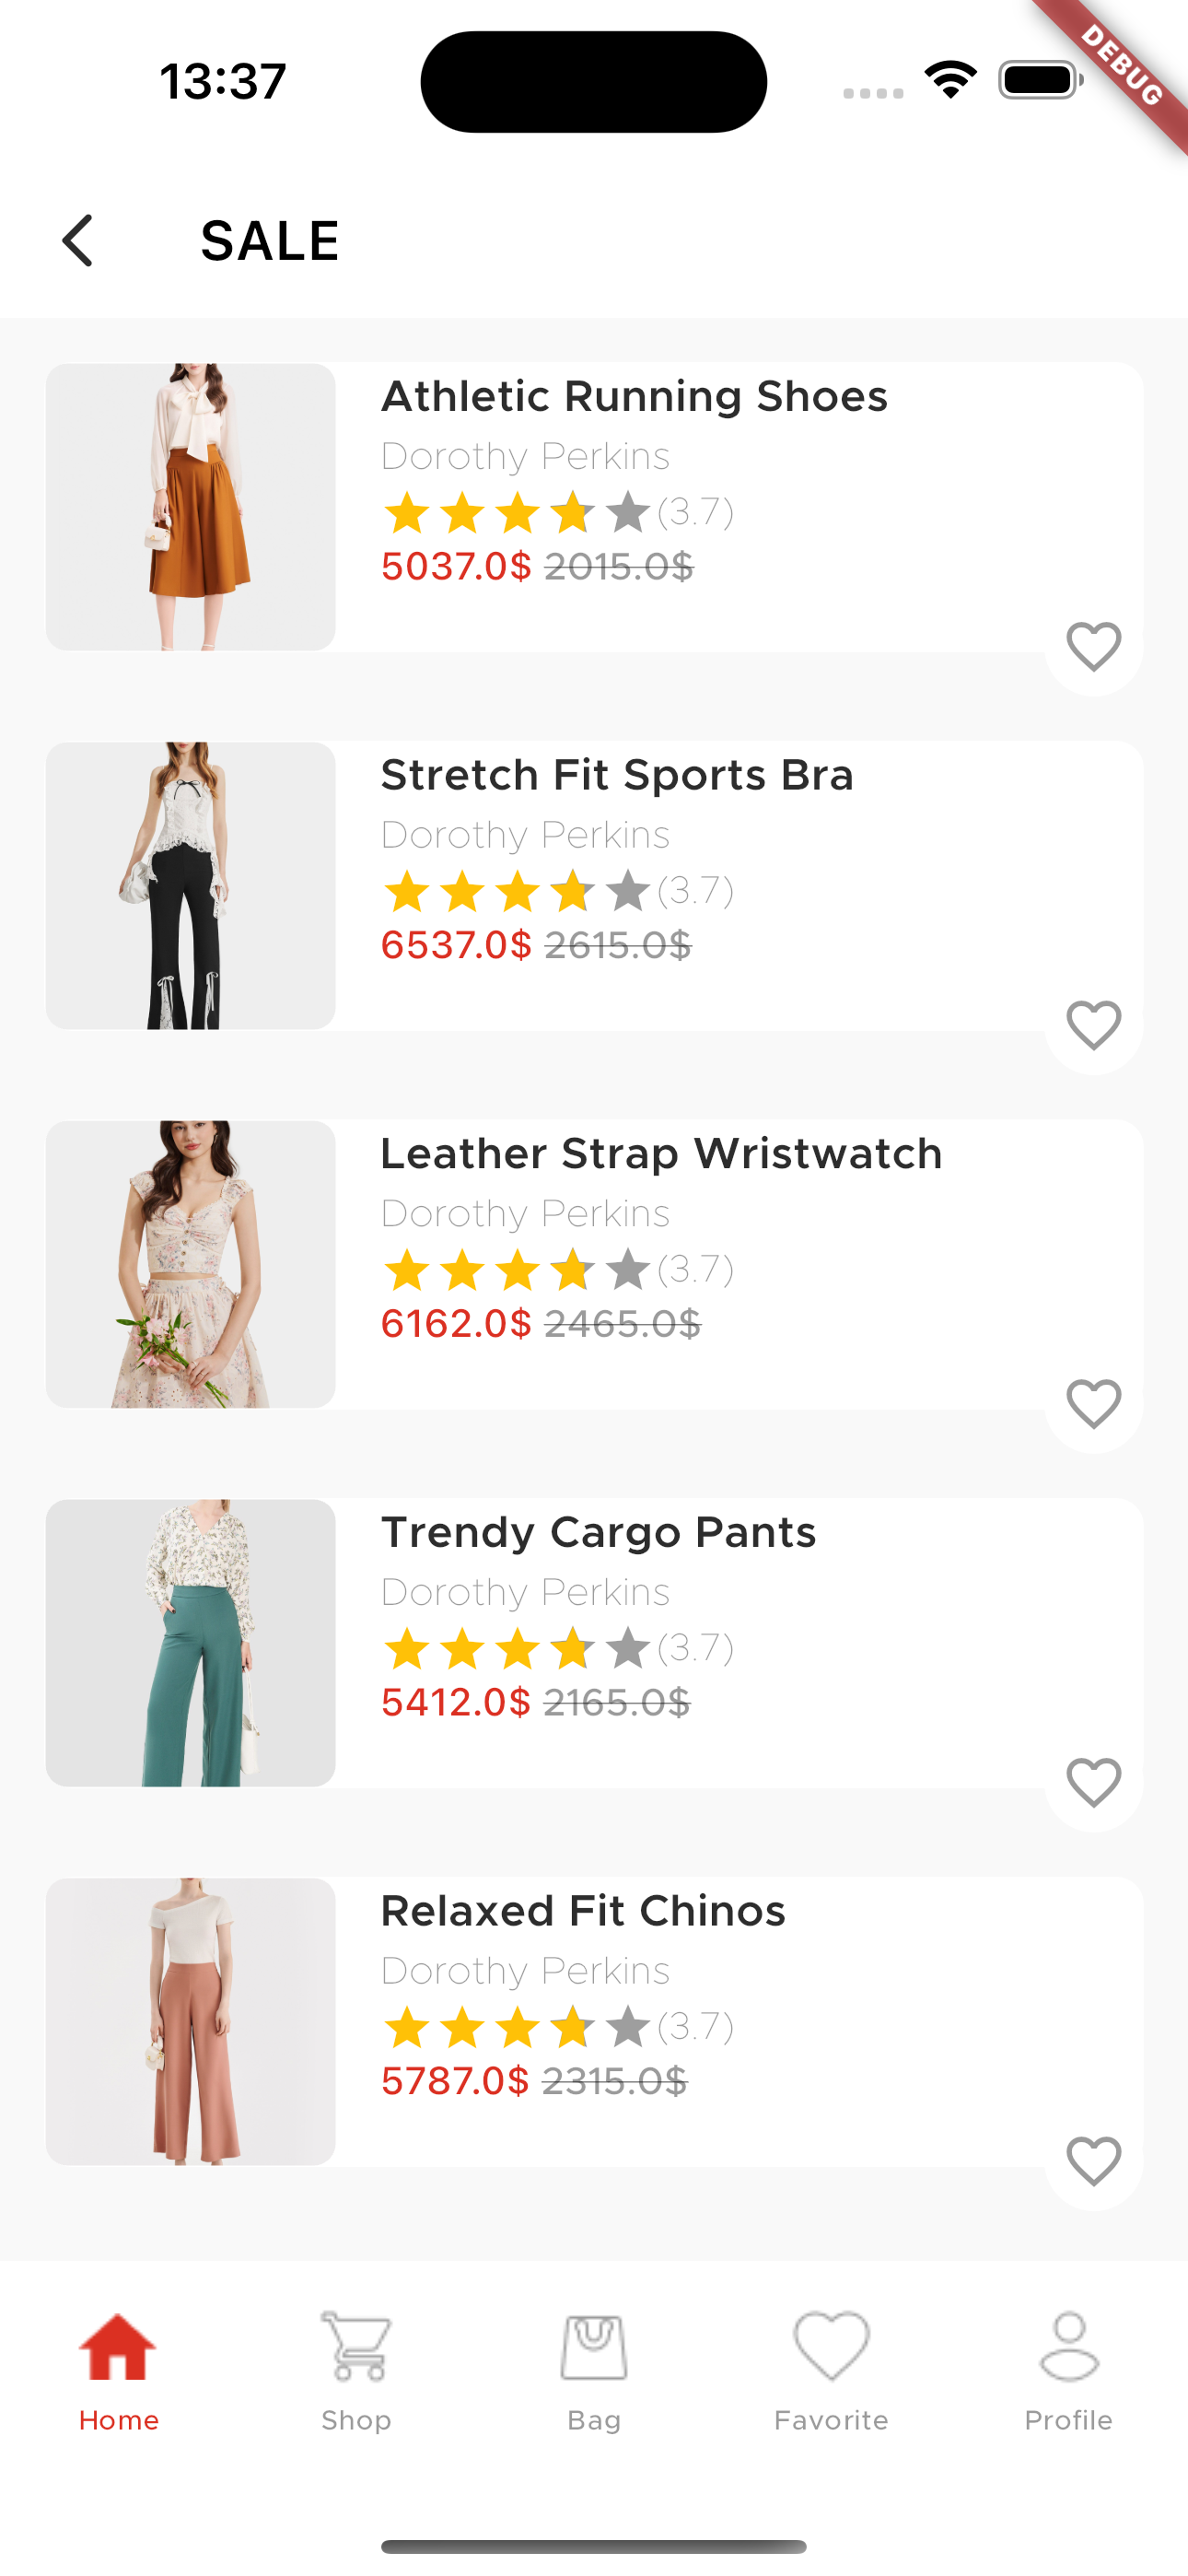 13:37
DEBUG
SALE
Athletic Running Shoes
Dorothy Perkins
(3.7)
5037.0$ 2015.0$
Stretch Fit Sports Bra
Dorothy Perkins
(3.7)
6537.0$ 2615.0$
Leather Strap Wristwatch
Dorothy Perkins
(3.7)
6162.0$ 2465.0$
Trendy Cargo Pants
Dorothy Perkins
(3.7)
5412.0$ 2165.0$
Relaxed Fit Chinos
Dorothy Perkins
(3.7)
5787.0$ 2315.0$
Home Shop Bag Favorite Profile